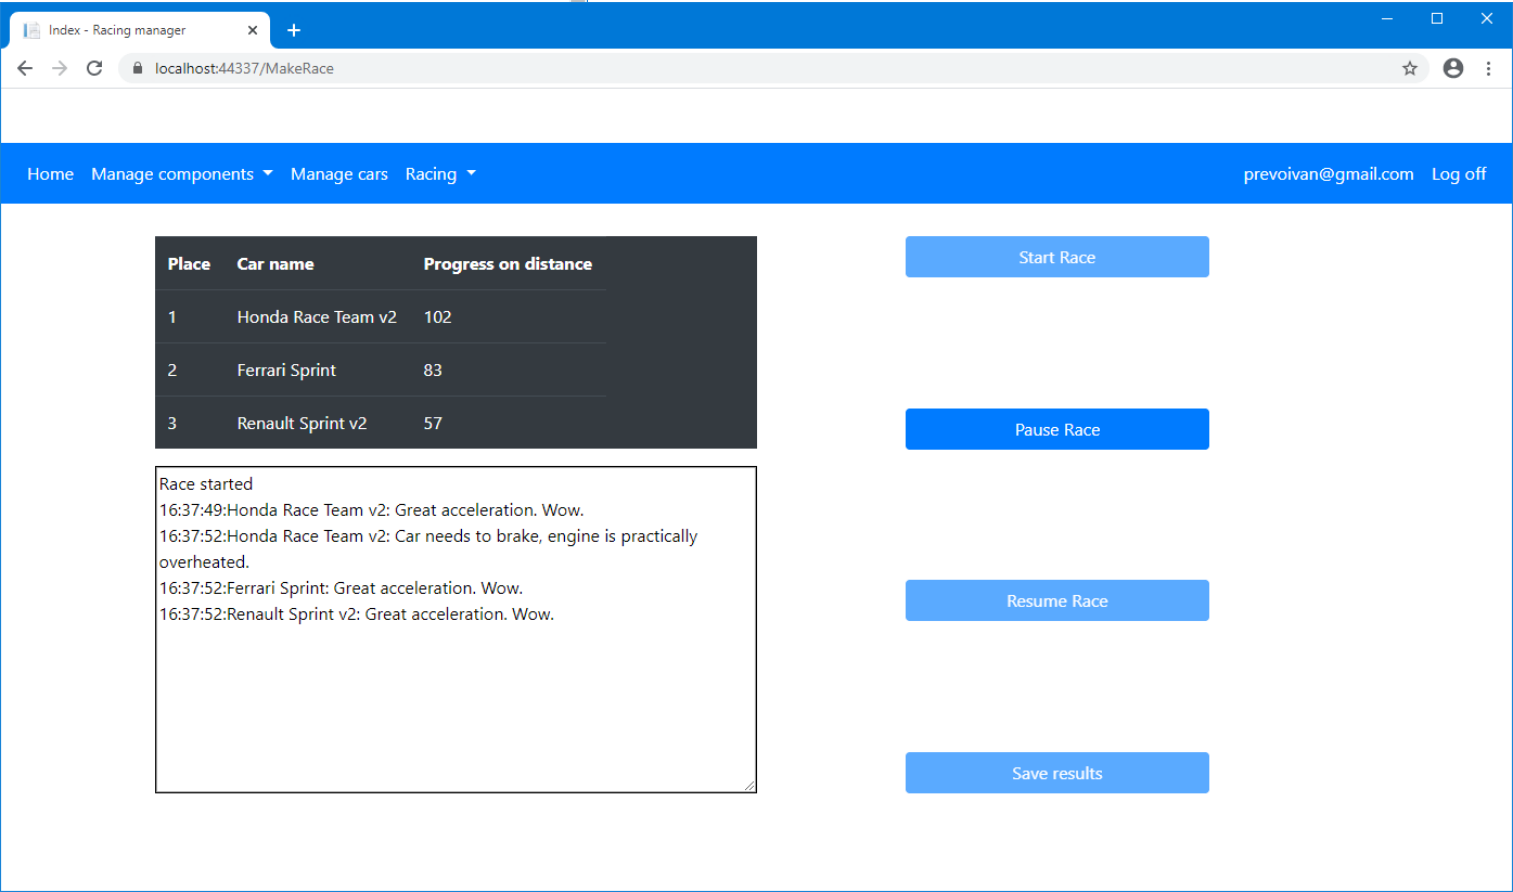 Index - Racing manager
localhost:44337/MakeRace
Home Manage components Manage cars Racing prevoivan@gmail.com Log off
Place Car name Progress on distance
1 Honda Race Team v2 102
2 Ferrari Sprint 83
3 Renault Sprint v2 57
Race started
16:37:49:Honda Race Team v2: Great acceleration. Wow.
16:37:52:Honda Race Team v2: Car needs to brake, engine is practically
overheated.
16:37:52:Ferrari Sprint: Great acceleration. Wow.
16:37:52:Renault Sprint v2: Great acceleration. Wow.
Start Race
Pause Race
Resume Race
Save results